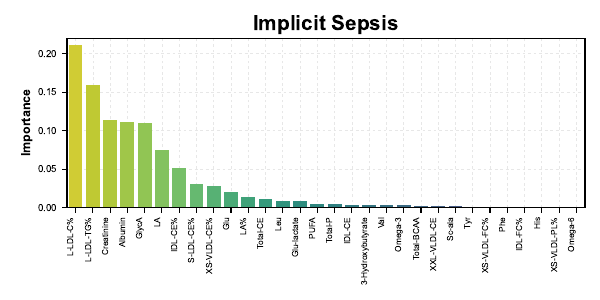 Implicit Sepsis
Importance
0.20
0.15
0.10
0.05
0.00
L-LDL-C%
L-LDL-TG%
Creatinine
Albumin
GlycA
LA
IDL-CE%
S-LDL-CE%
XS-VLDL-CE%
Glu
LA%
Total-CE
Leu
Glu-lactate
PUFA
Total-P
IDL-CE
3-Hydroxybutyrate
Val
Omega-3
Total-BCAA
XXL-VLDL-CE
Sc-ala
Tyr
XS-VLDL-FC%
Phe
IDL-FC%
His
XS-VLDL-PL%
Omega-6